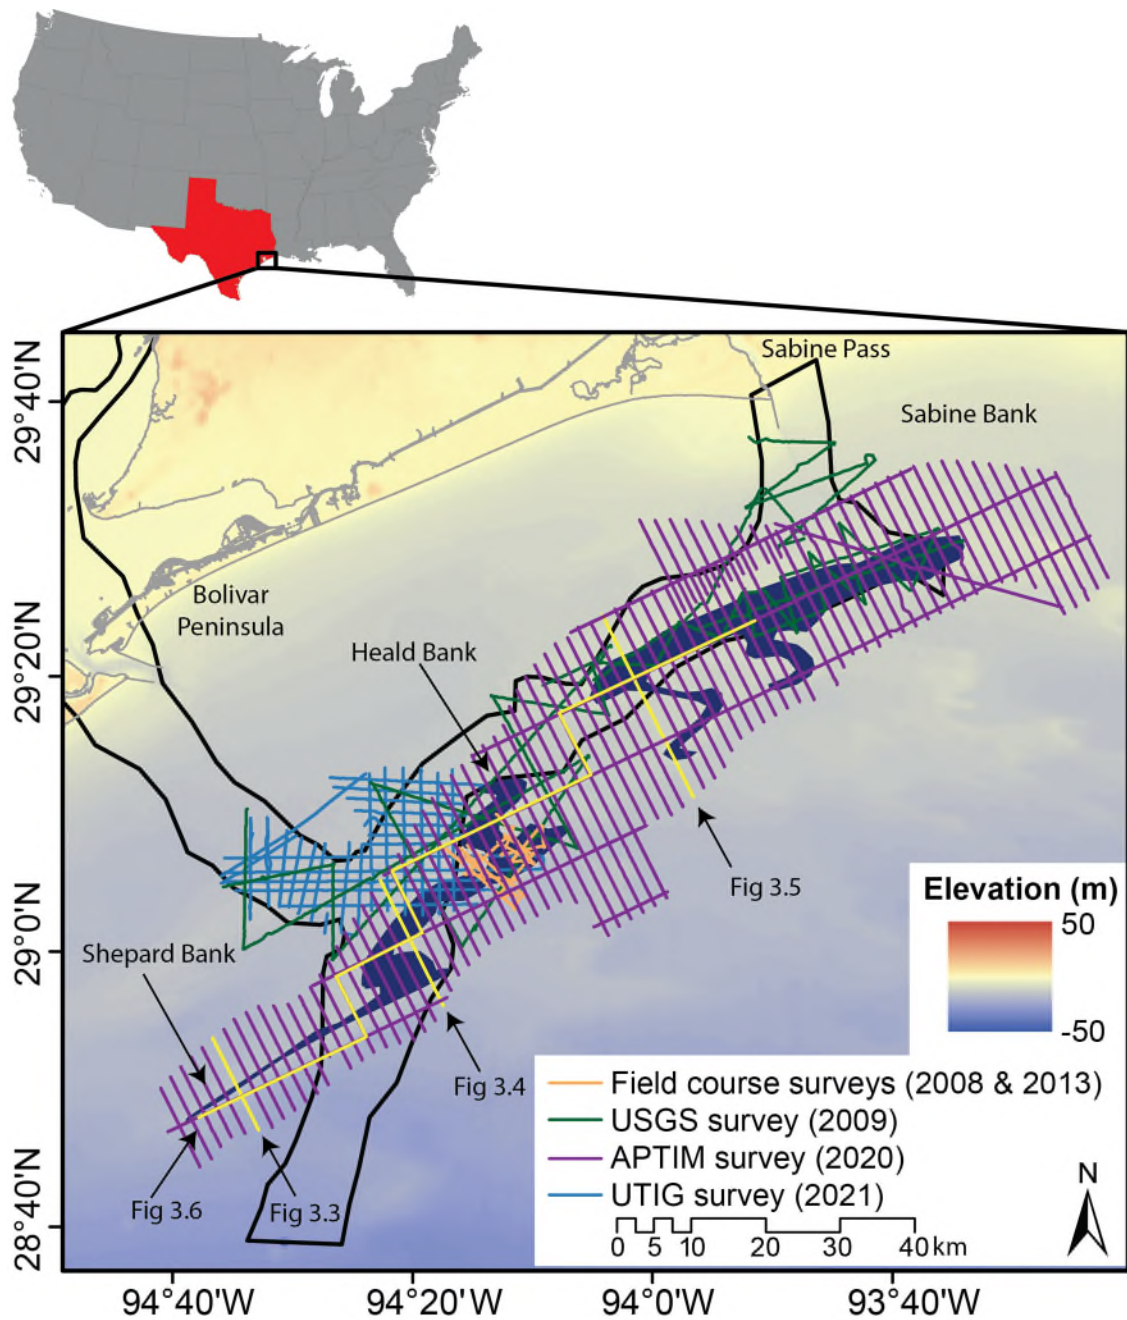 Sabine Pass
29°40'N
Sabine Bank
Bolivar
Peninsula
29°20'N
Heald Bank
Fig 3.5
Elevation (m)
50
-50
29°0'N
Shepard Bank
Fig 3.4
Field course surveys (2008 & 2013)
USGS survey (2009)
APTIM survey (2020)
UTIG survey (2021)
N
0 5 10 20 30 40 km
Fig 3.6
Fig 3.3
28°40'N
94°40'W 94°20'W 94°0'W 93°40'W